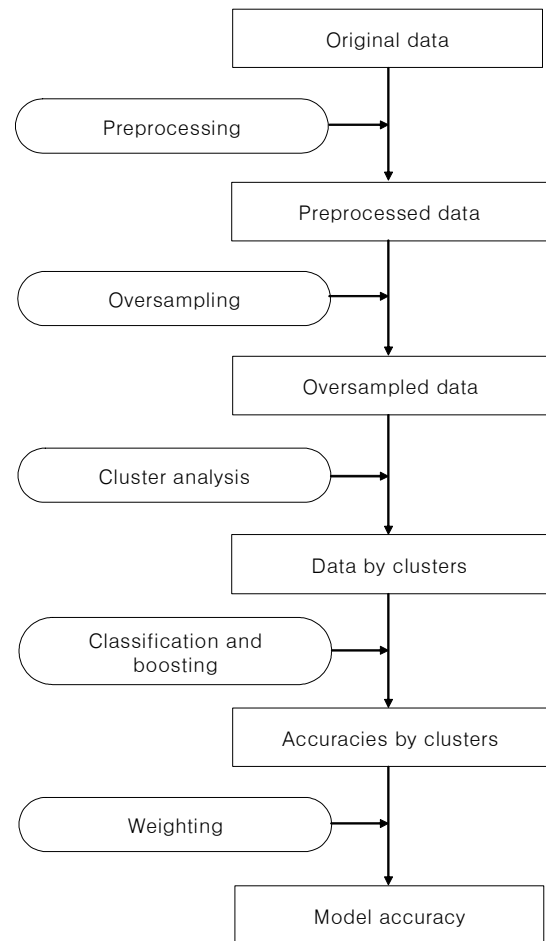 Original data
Preprocessing
Preprocessed data
Oversampling
Oversampled data
Cluster analysis
Data by clusters
Classification and
boosting
Accuracies by clusters
Weighting
Model accuracy